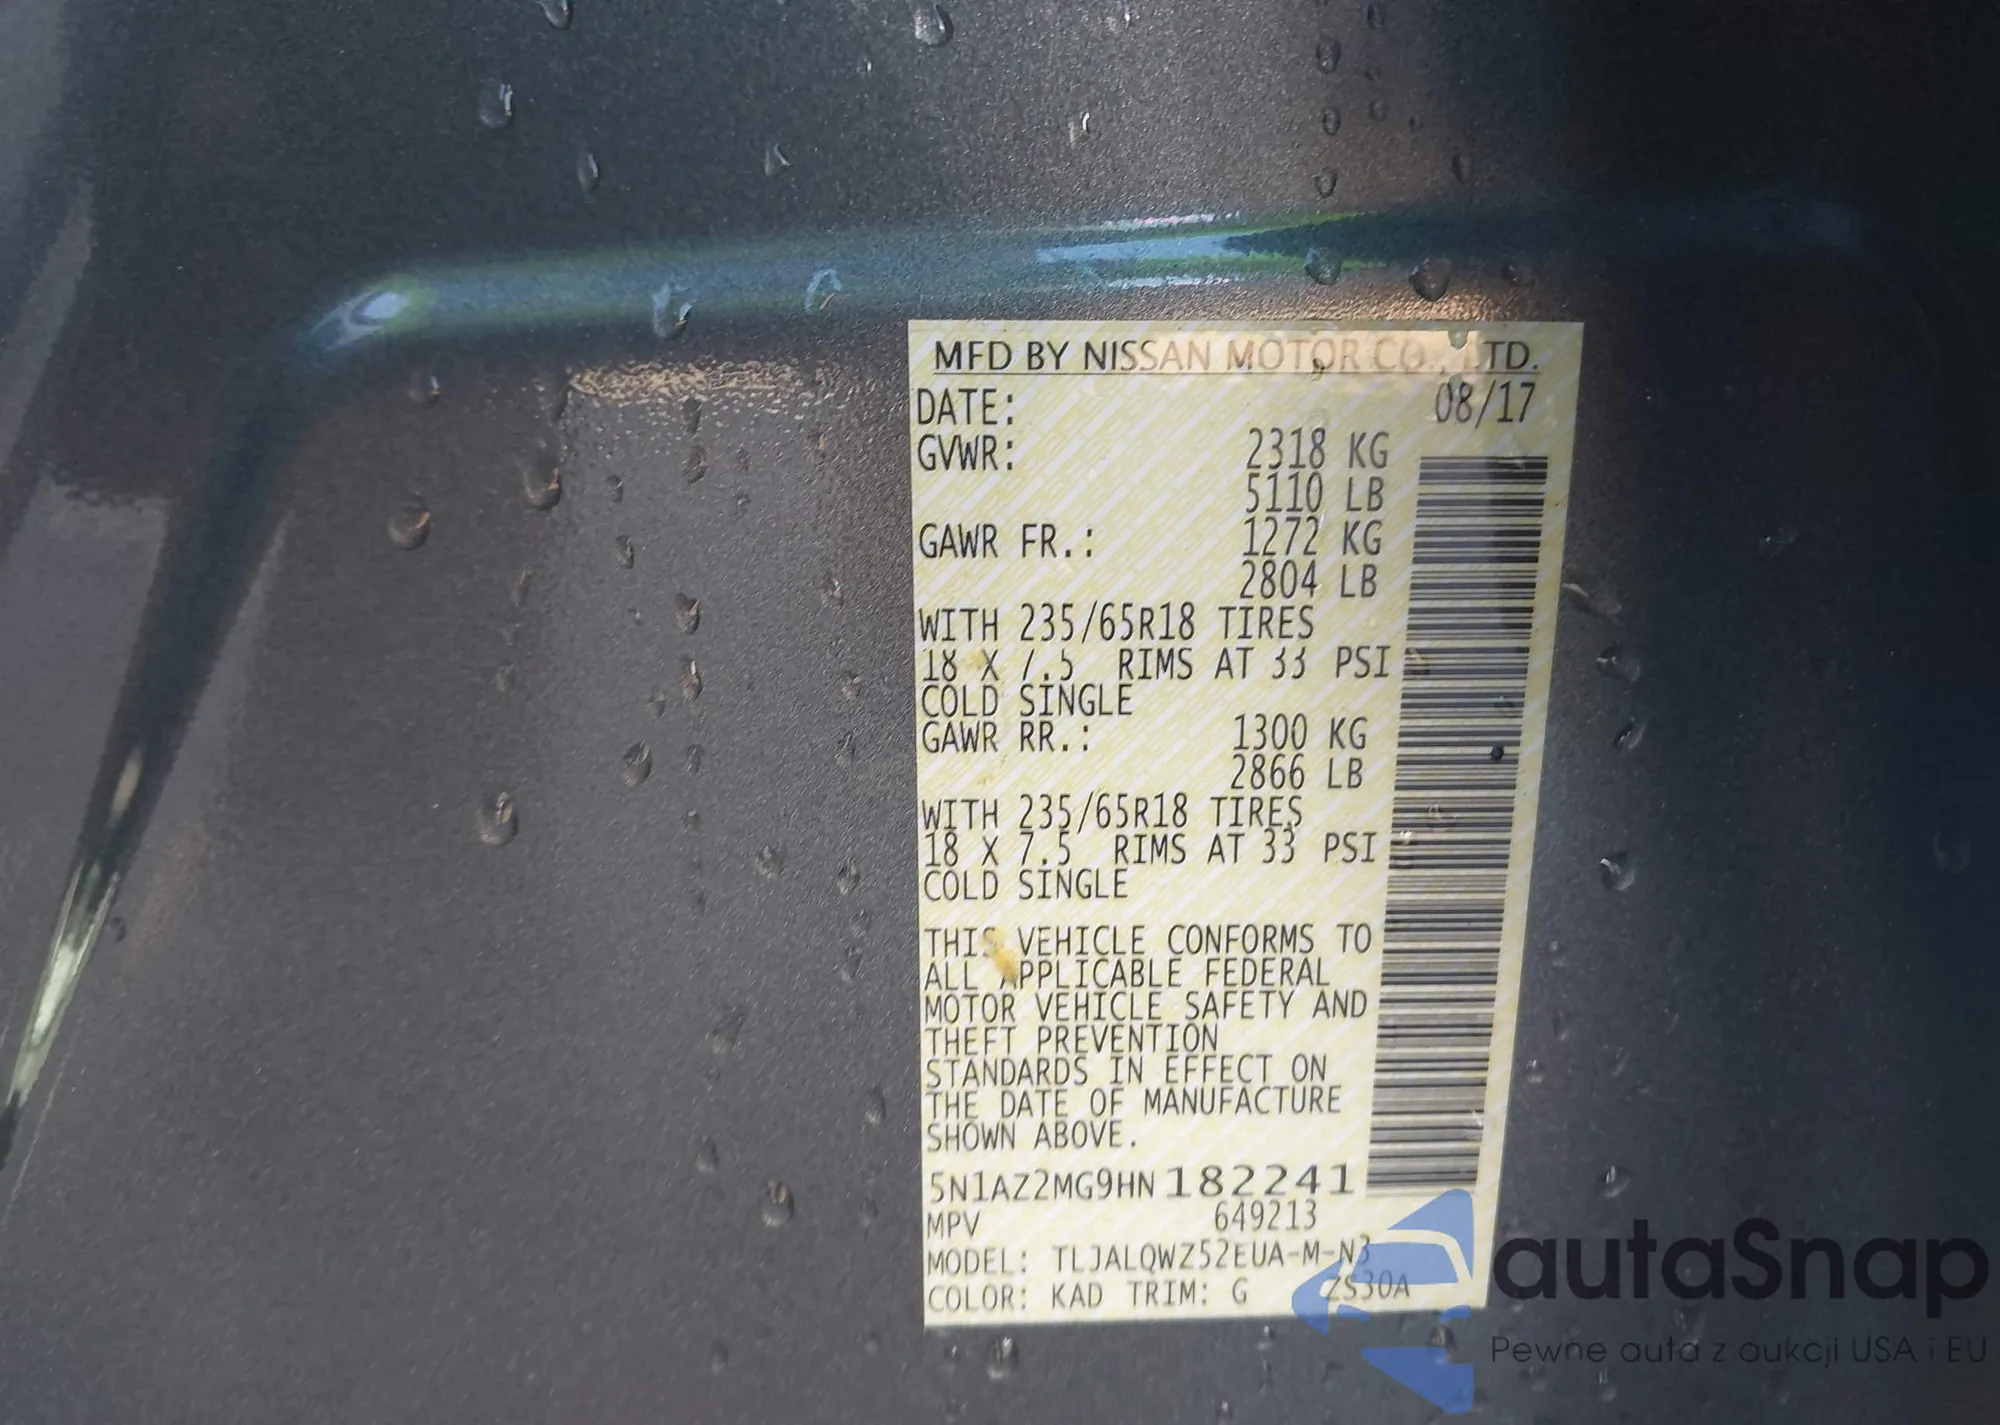 MFD BY NISSAN MOTOR CO., LTD.
DATE: 08/17
GVWR: 2318 KG
5110 LB
GAWR FR.: 1272 KG
2804 LB
WITH 235/65R18 TIRES
18 X 7.5 RIMS AT 33 PSI
COLD SINGLE
GAWR RR.: 1300 KG
2866 LB
WITH 235/65R18 TIRES
18 X 7.5 RIMS AT 33 PSI
COLD SINGLE
THIS VEHICLE CONFORMS TO
ALL APPLICABLE FEDERAL
MOTOR VEHICLE SAFETY AND
THEFT PREVENTION
STANDARDS IN EFFECT ON
THE DATE OF MANUFACTURE
SHOWN ABOVE.
5N1AZ2MG9HN182241
MPV 649213
MODEL: TLJALQWZ52EUA-M-N3
COLOR: KAD TRIM: G ZS30A
autaSnap
Pewne auta z aukcji USA i EU